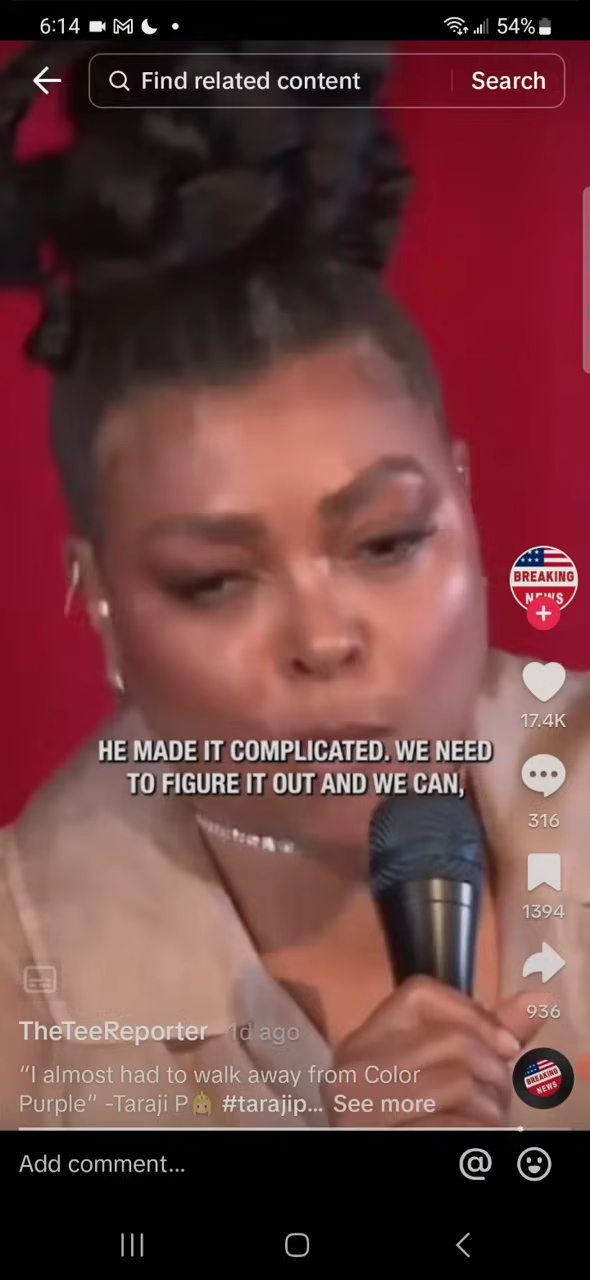 6:14
54%
Find related content
Search
BREAKING
NEWS
17.4K
HE MADE IT COMPLICATED. WE NEED
TO FIGURE IT OUT AND WE CAN,
316
1394
936
TheTeeReporter · 1d ago
“I almost had to walk away from Color
Purple” -Taraji P👩🏼 #tarajip... See more
BREAKING
NEWS
Add comment...